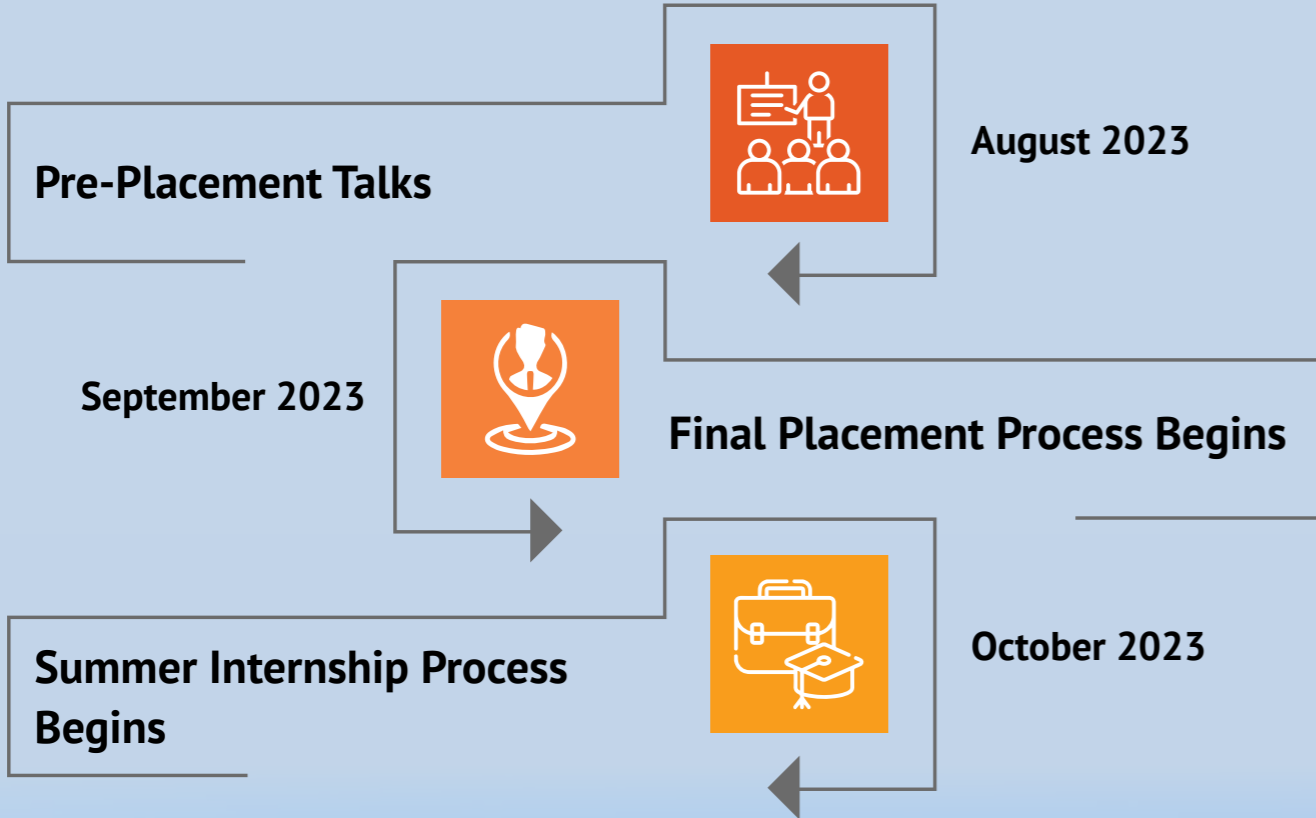 August 2023
Pre-Placement Talks
September 2023
Final Placement Process Begins
October 2023
Summer Internship Process
Begins